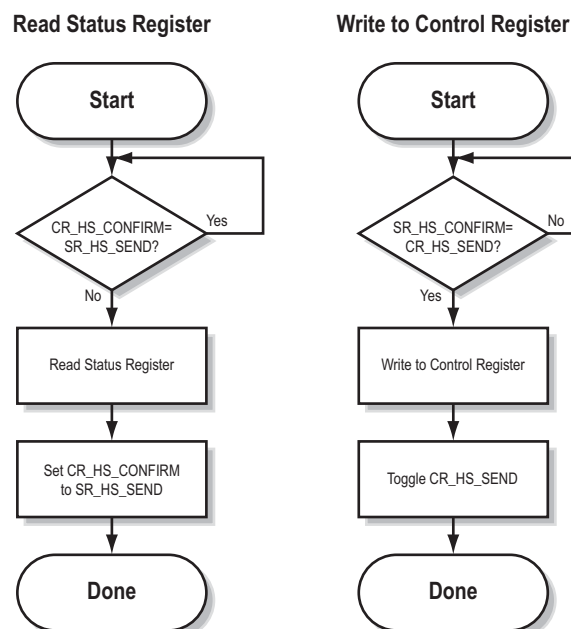 Read Status Register
Start
CR_HS_CONFIRM=
SR_HS_SEND?
Yes
No
Read Status Register
Set CR_HS_CONFIRM
to SR_HS_SEND
Done
Write to Control Register
Start
SR_HS_CONFIRM=
CR_HS_SEND?
No
Yes
Write to Control Register
Toggle CR_HS_SEND
Done